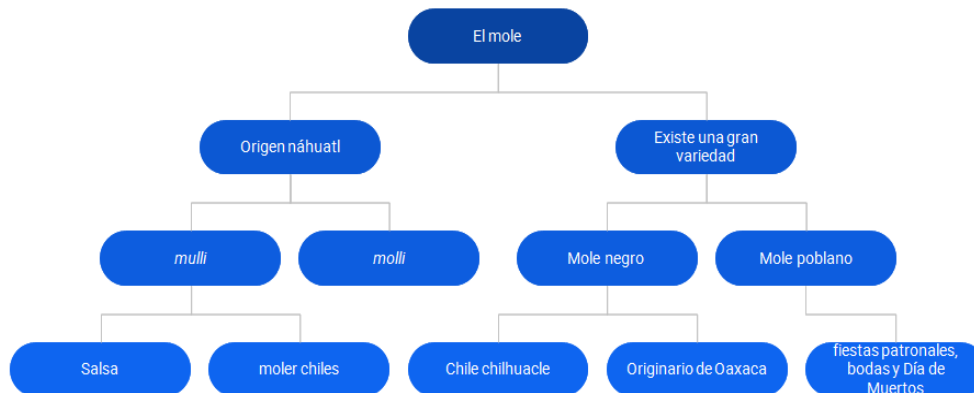 El mole
Origen náhuatl
Existe una gran
variedad
mulli
molli
Mole negro
Mole poblano
Salsa
moler chiles
Chile chilhuacle
Originario de Oaxaca
fiestas patronales,
bodas y Día de
Muertos